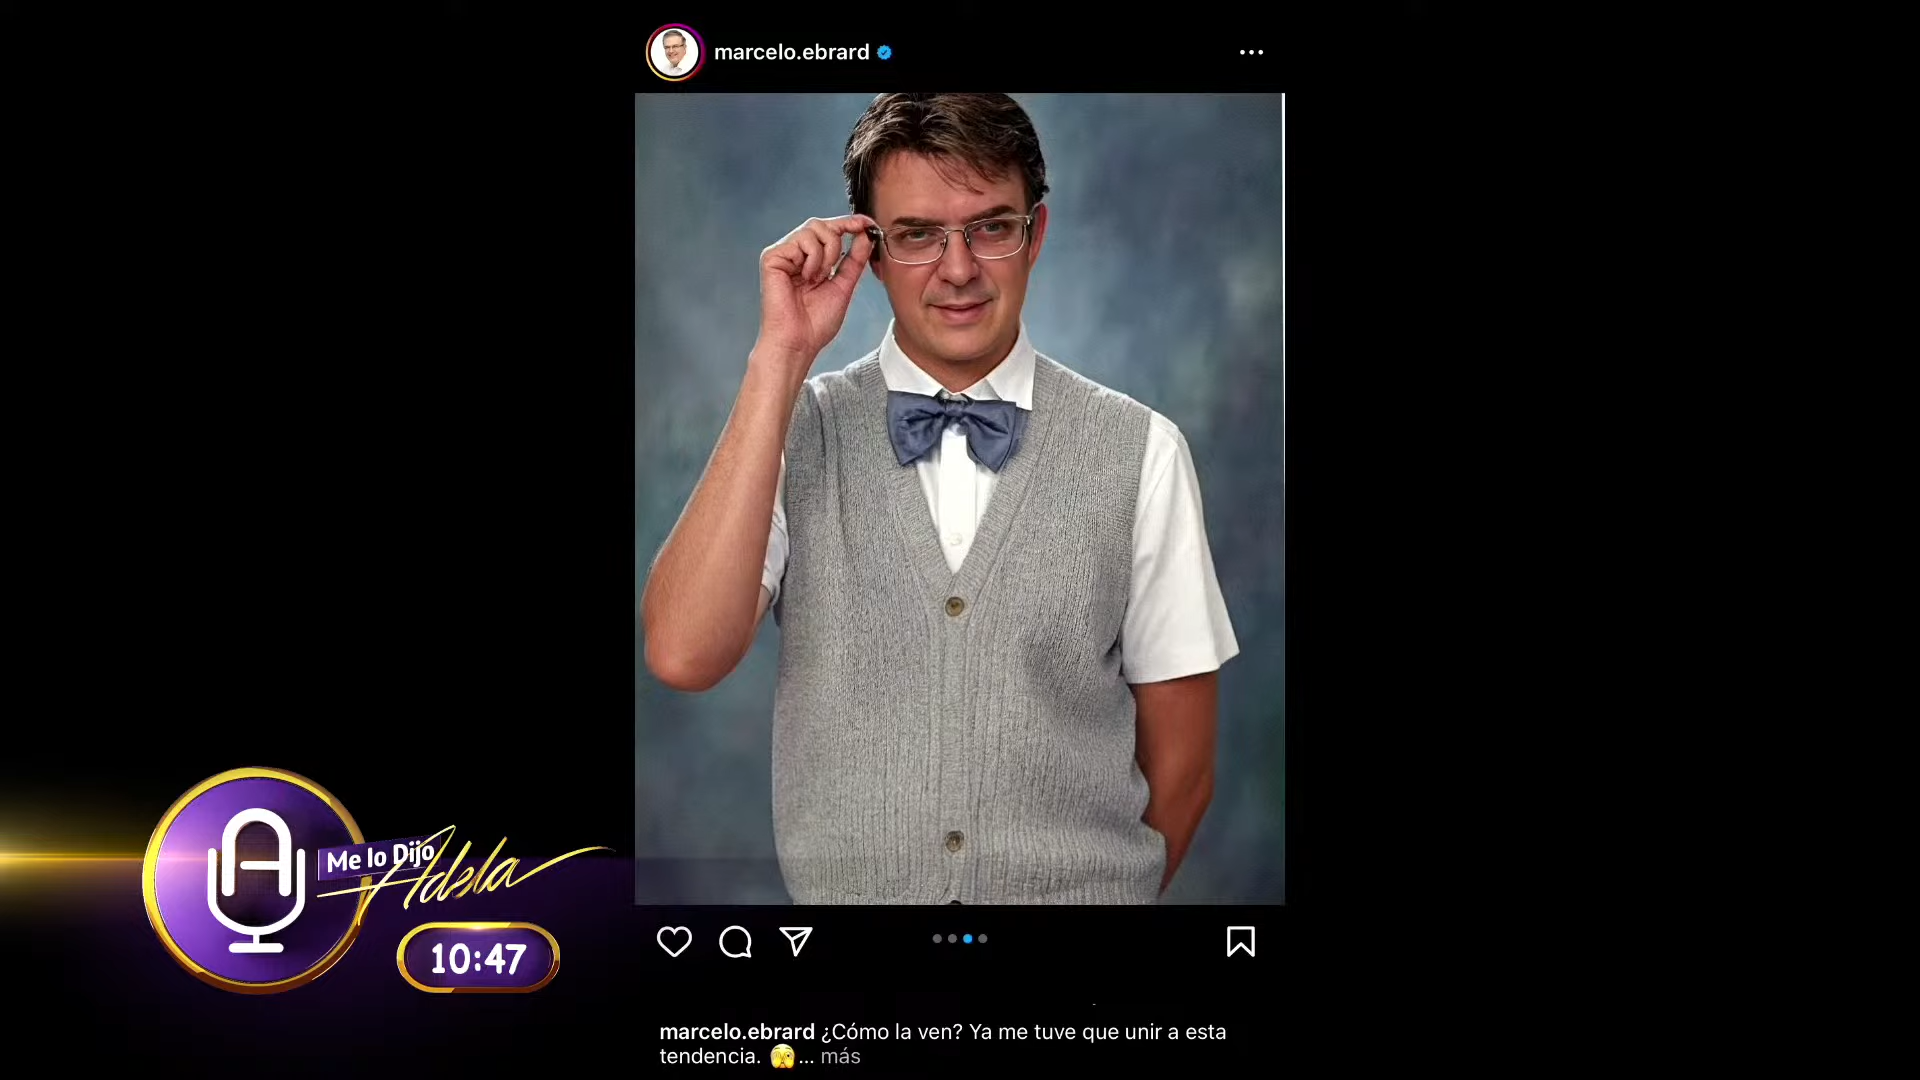 marcelo.ebrard
Me lo Dijo
Adela
10:47
marcelo.ebrard ¿Cómo la ven? Ya me tuve que unir a esta
tendencia. 🫣... más